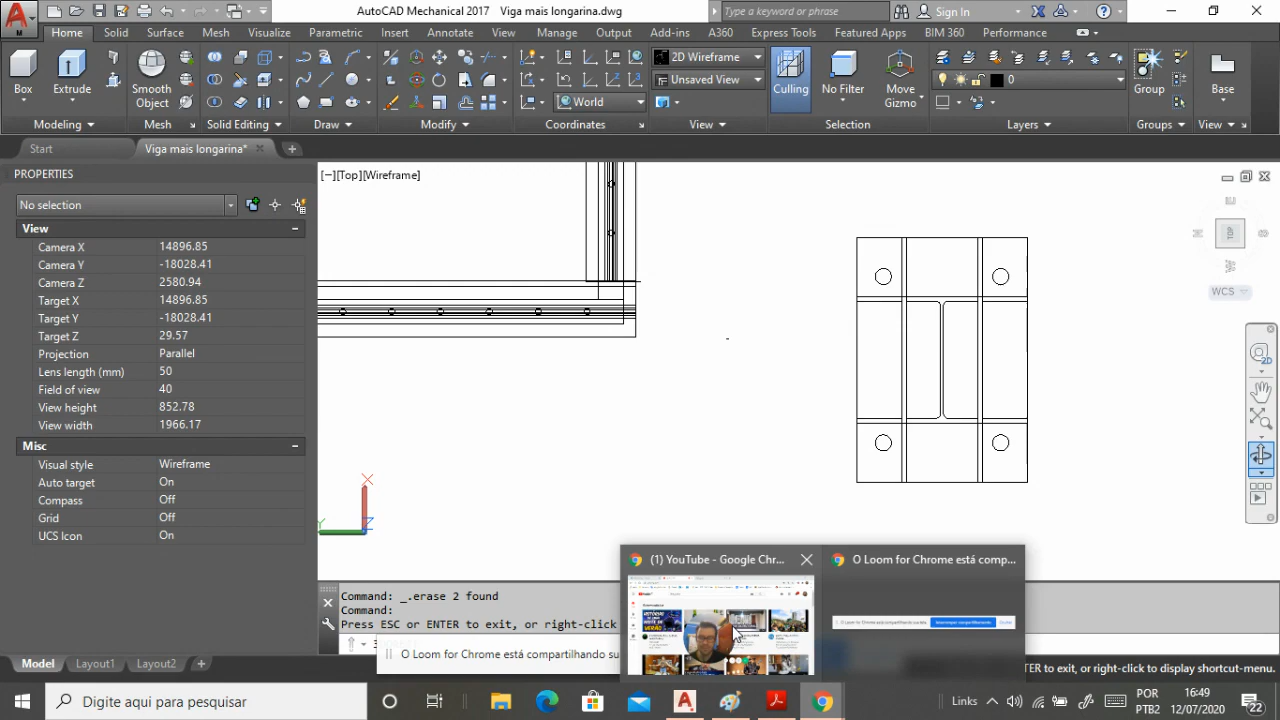 AutoCAD Mechanical 2017 Viga mais longarina.dwg
Type a keyword or phrase
Sign In
Home Solid Surface Mesh Visualize Parametric Insert Annotate View Manage Output Add-ins A360 Express Tools Featured Apps BIM 360 Performance
Box Extrude Smooth Object
2D Wireframe
Unsaved View
World
Culling No Filter Move Gizmo
0
Group Base
Modeling Mesh Solid Editing Draw Modify Coordinates View Selection Layers Groups View
Start Viga mais longarina*
PROPERTIES
[−][Top][Wireframe]
No selection
View
Camera X 14896.85
Camera Y -18028.41
Camera Z 2580.94
Target X 14896.85
Target Y -18028.41
Target Z 29.57
Projection Parallel
Lens length (mm) 50
Field of view 40
View height 852.78
View width 1966.17
Misc
Visual style Wireframe
Auto target On
Compass Off
Grid Off
UCS Icon On
TOP
WCS
2D
X
Y
Z
(1) YouTube - Google Chr...
O Loom for Chrome está comp...
Command: _.erase 2 found
Command:
Press ESC or ENTER to exit, or right-click
O Loom for Chrome está compartilhando su
TER to exit, or right-click to display shortcut-menu.
Model Layout1 Layout2
Digite aqui para pesquisar
Links
POR
PTB2
16:49
12/07/2020
22